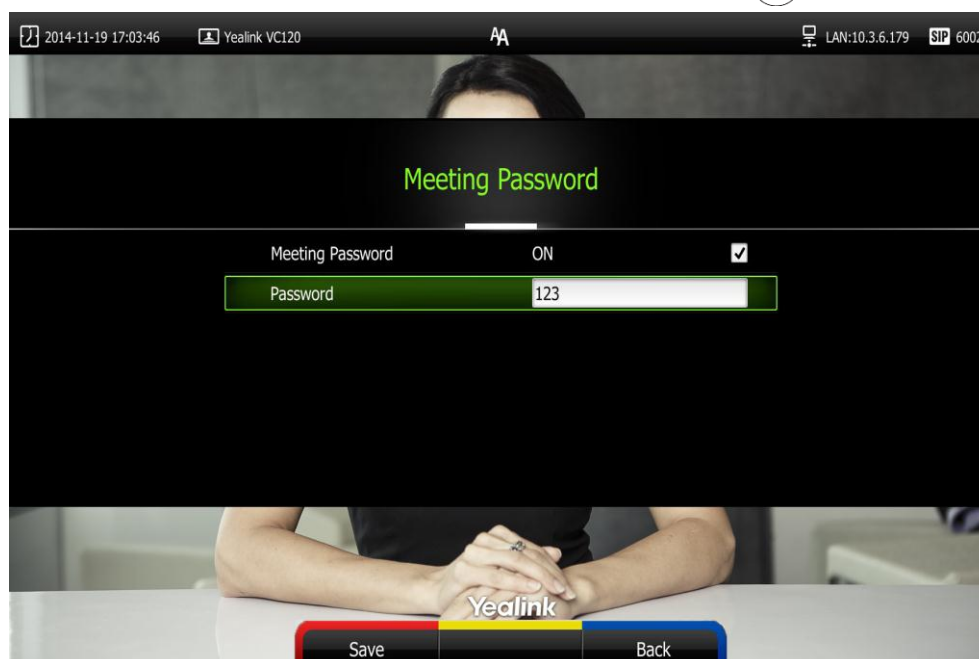 2014-11-19 17:03:46 Yealink VC120 AA LAN:10.3.6.179 SIP 6002
Meeting Password
Meeting Password ON
Password 123
Yealink
Save Back